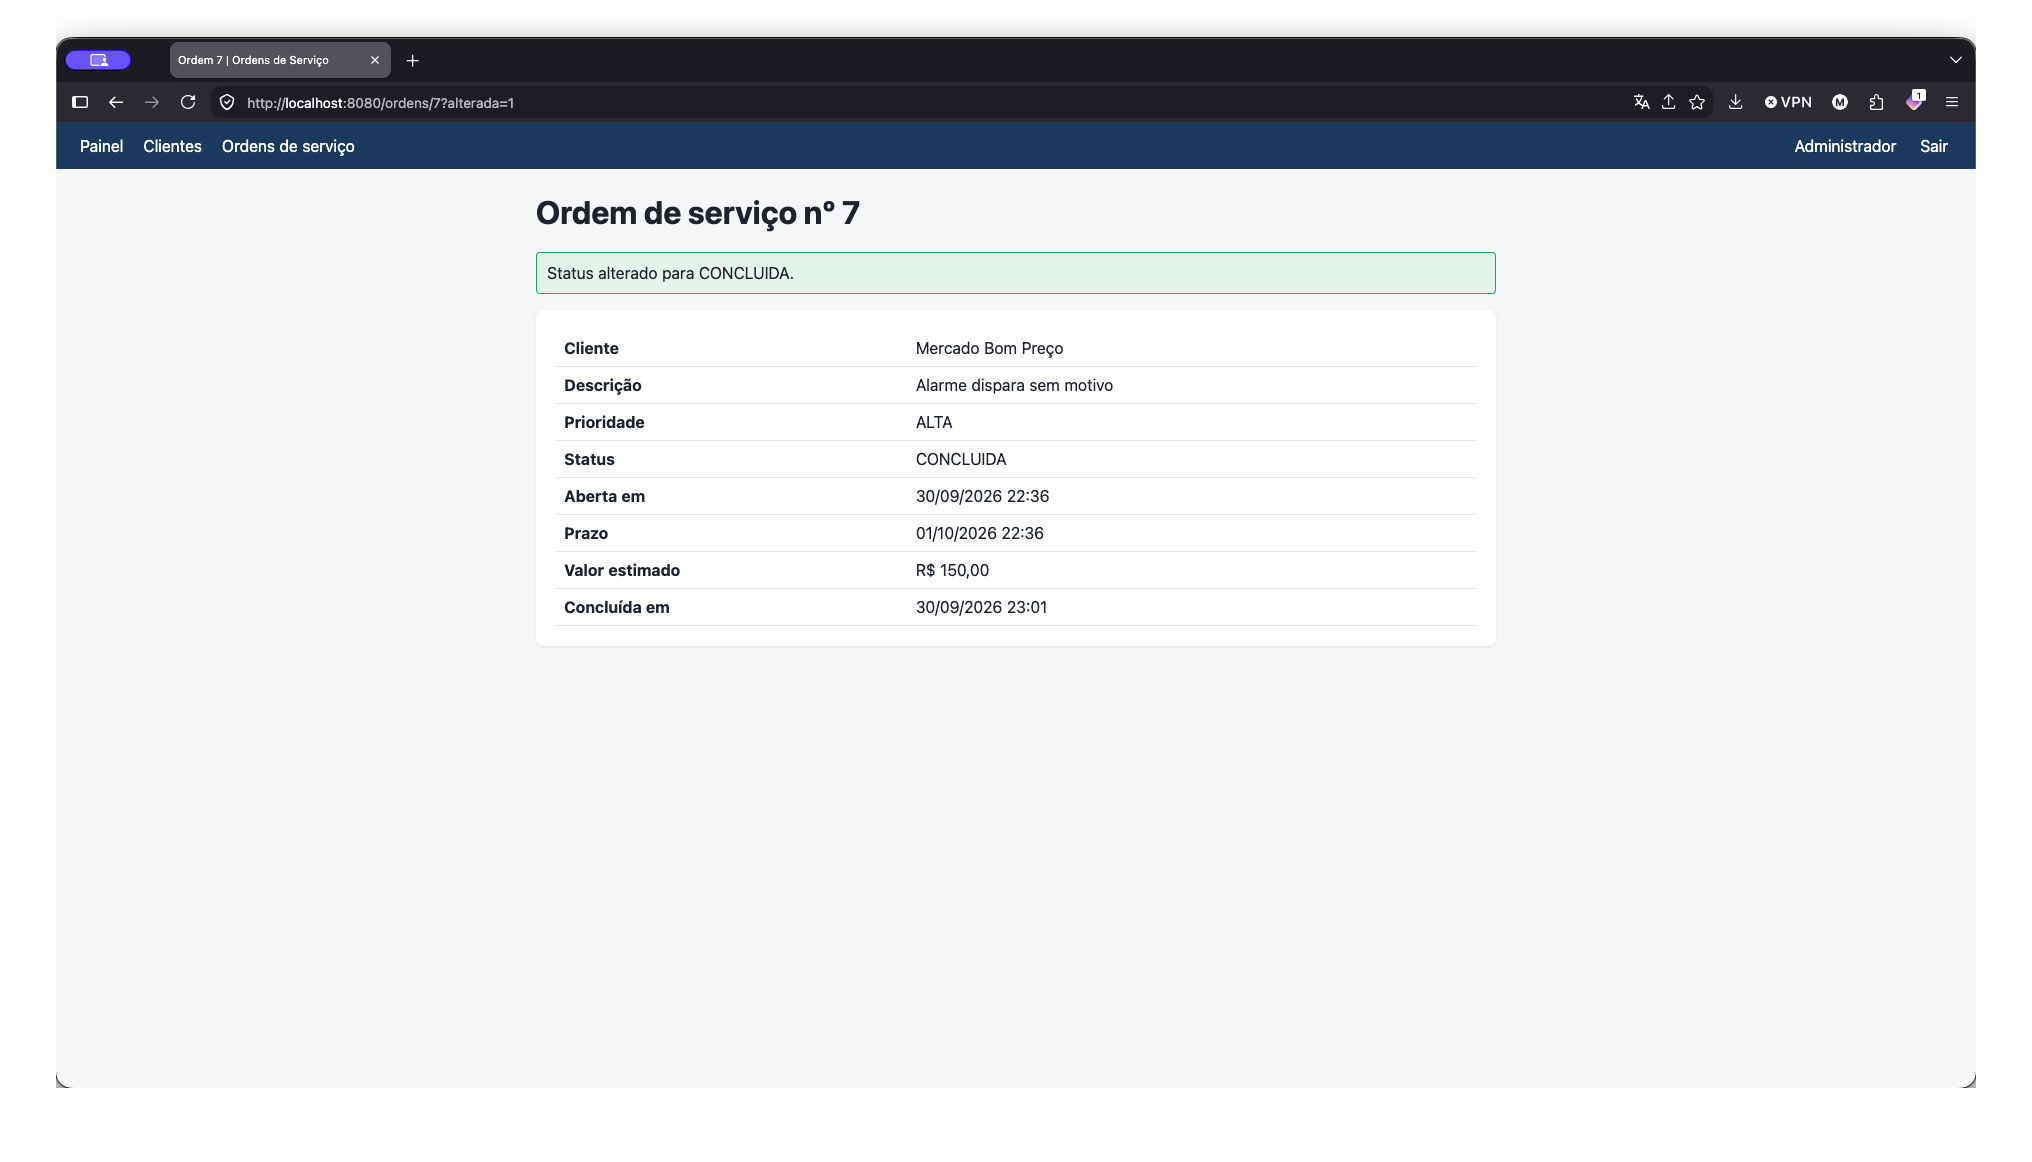 Ordem 7 | Ordens de Serviço
http://localhost:8080/ordens/7?alterada=1
VPN
M
1
Painel Clientes Ordens de serviço
Administrador Sair
Ordem de serviço nº 7
Status alterado para CONCLUIDA.
Cliente Mercado Bom Preço
Descrição Alarme dispara sem motivo
Prioridade ALTA
Status CONCLUIDA
Aberta em 30/09/2026 22:36
Prazo 01/10/2026 22:36
Valor estimado R$ 150,00
Concluída em 30/09/2026 23:01